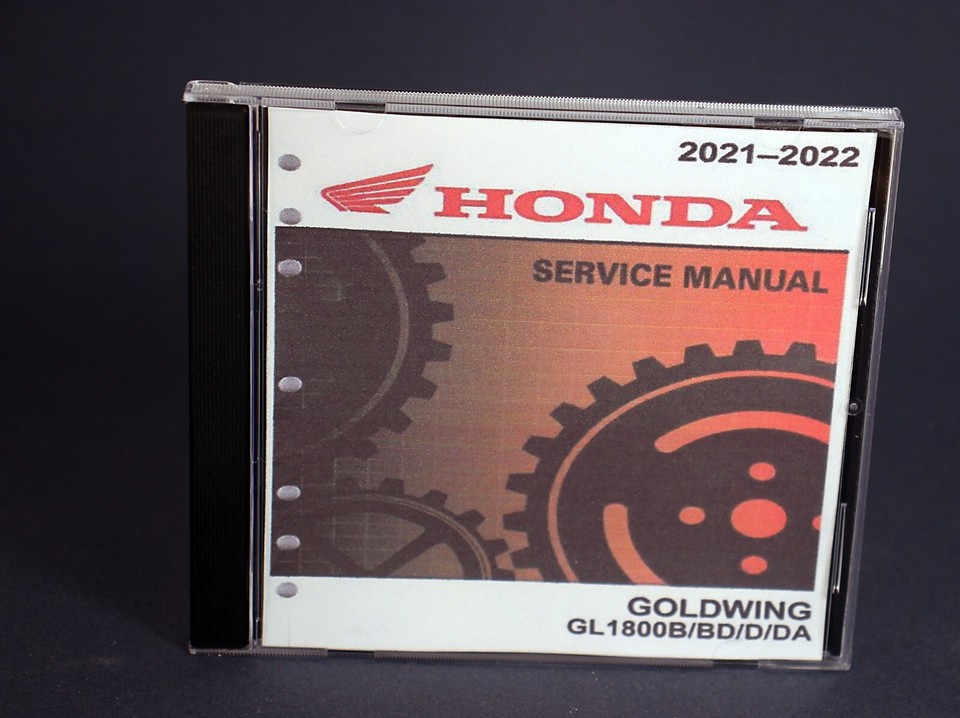 2021–2022
HONDA
SERVICE MANUAL
GOLDWING
GL1800B/BD/D/DA